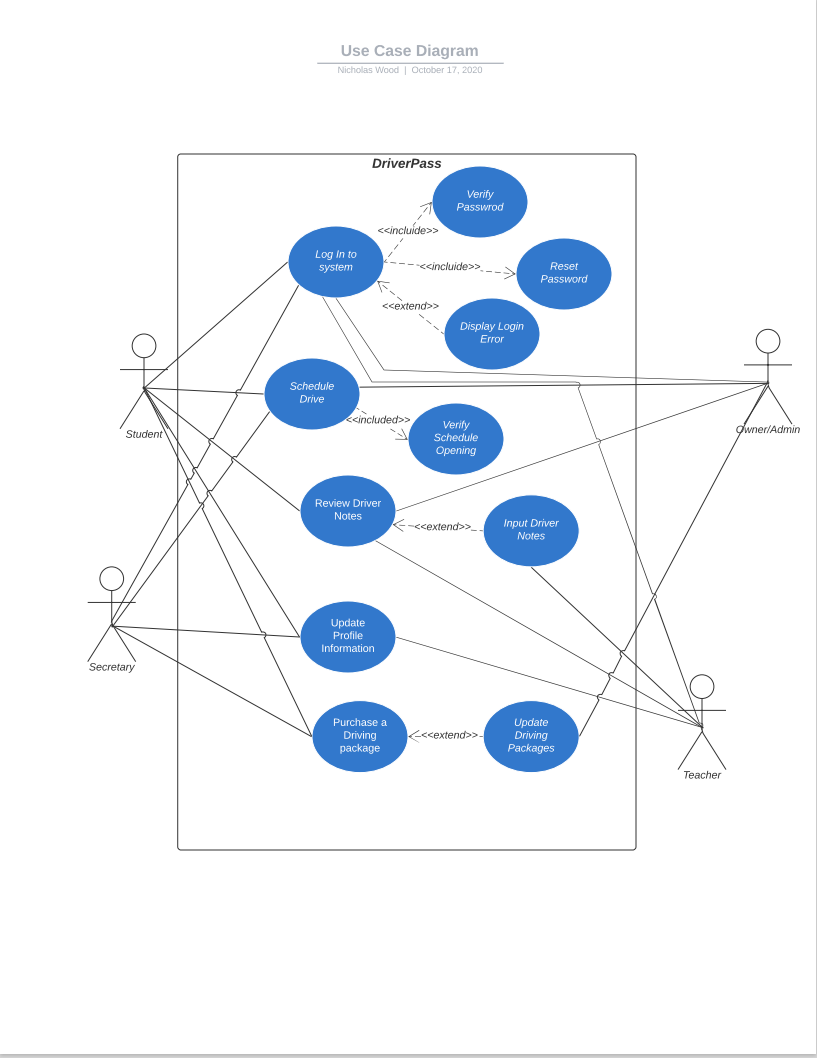 Use Case Diagram
Nicholas Wood | October 17, 2020
DriverPass
Verify
Passwrod
<<incluide>>
Log In to
system
<<incluide>>
Reset
Password
<<extend>>
Display Login
Error
Student
Schedule
Drive
<<included>>
Verify
Schedule
Opening
Owner/Admin
Review Driver
Notes
<<extend>>
Input Driver
Notes
Secretary
Update
Profile
Information
Purchase a
Driving
package
<<extend>>
Update
Driving
Packages
Teacher